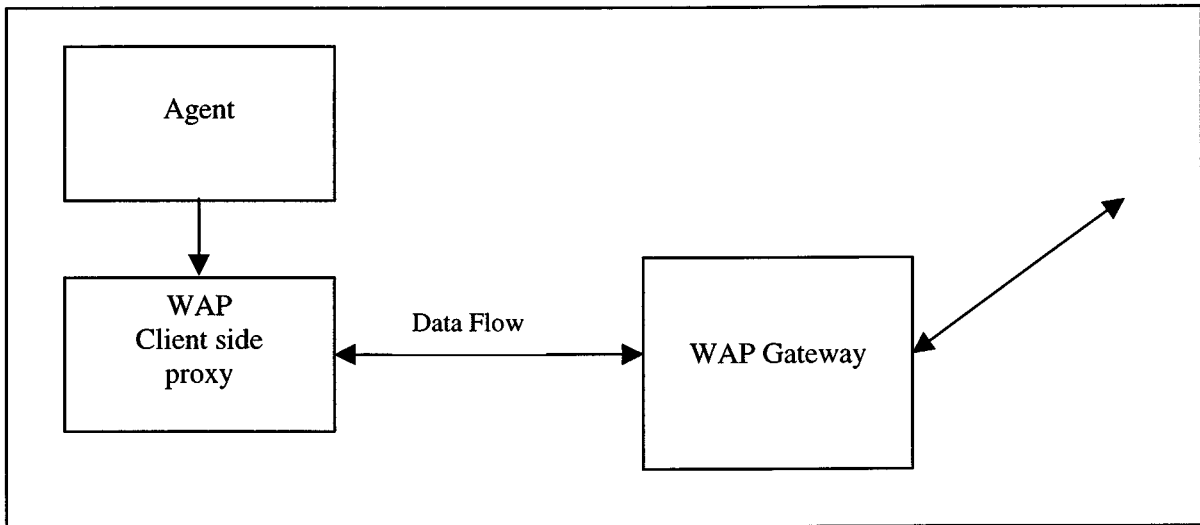 Agent
WAP
Client side
proxy
Data Flow
WAP Gateway